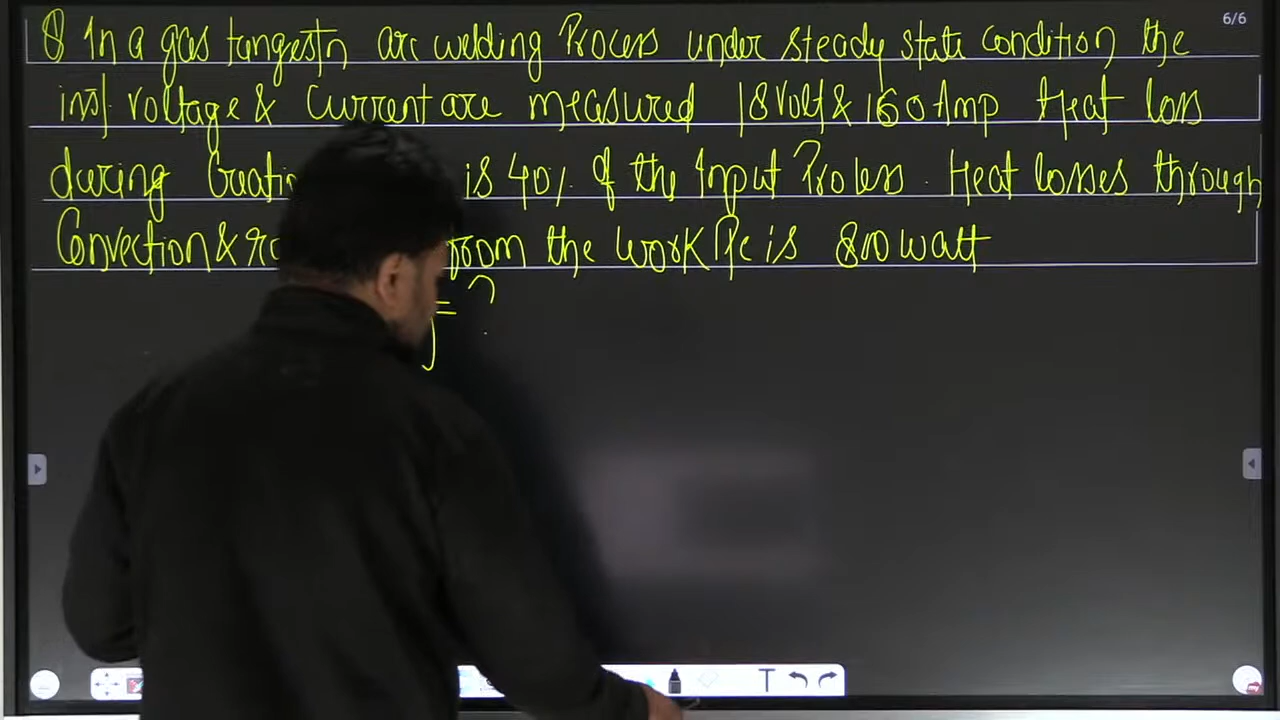 6/6
Q In a gas tangestn arc welding Process under steady state condition the
voltage & Current are measured 18 volt & 160 Amp Heat loss
during is 40% of the Input Process. Heat losses through
Convection & from the work Pc is 800 watt
= ?
T